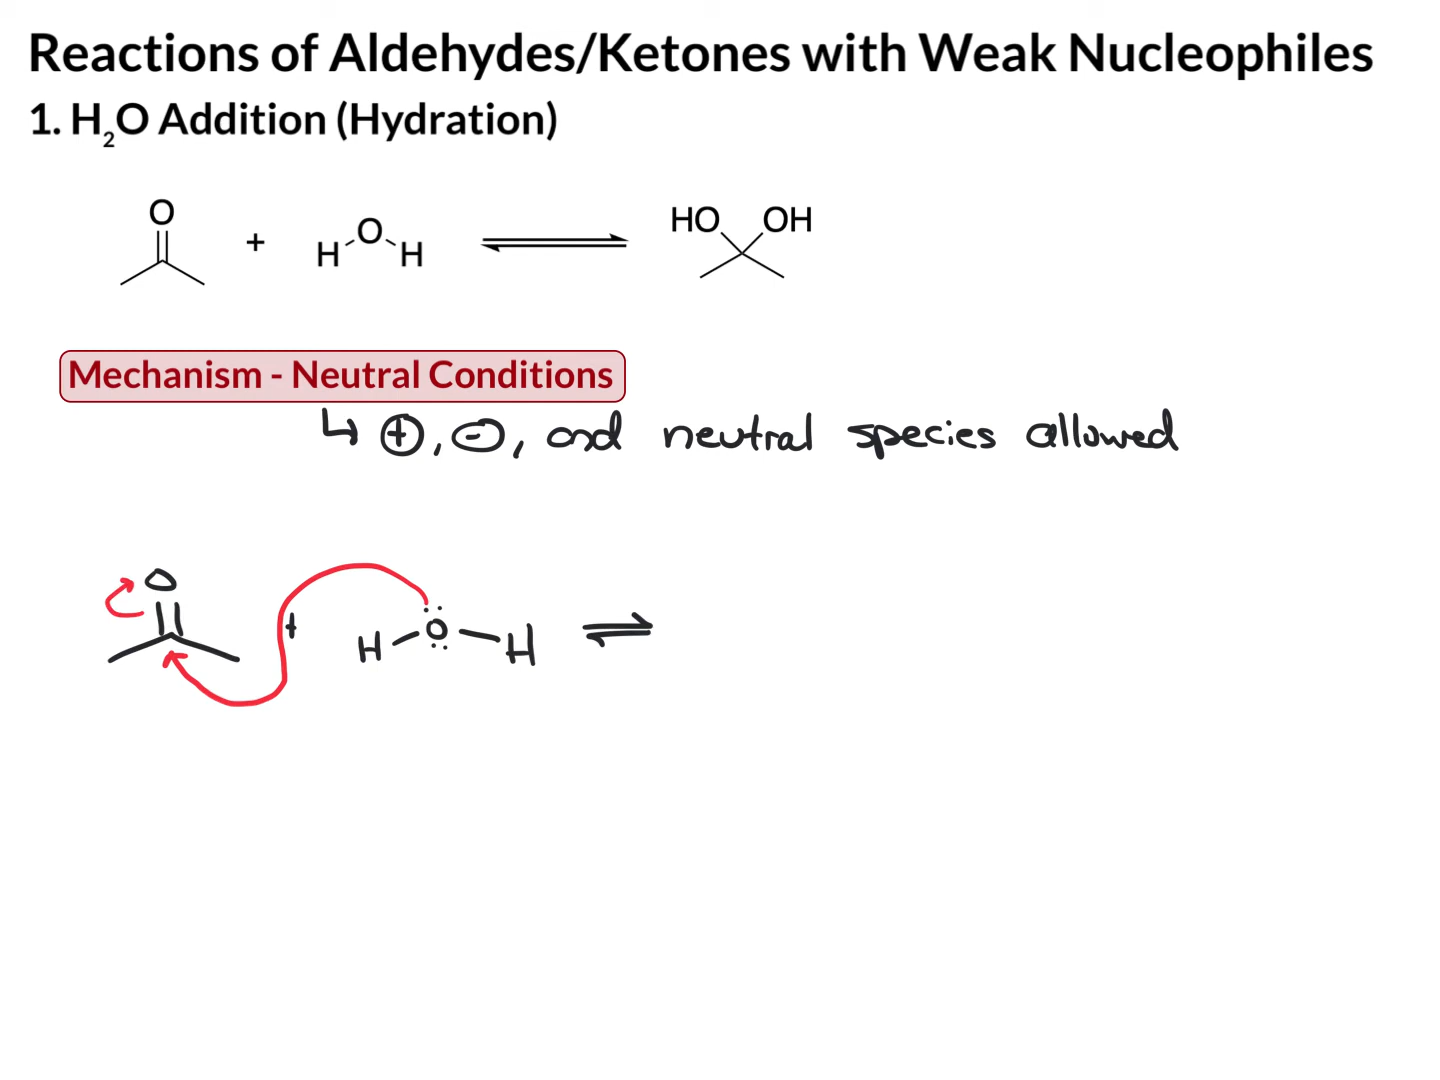 Reactions of Aldehydes/Ketones with Weak Nucleophiles
1. H₂O Addition (Hydration)
O + H O H HO OH
Mechanism - Neutral Conditions
↳ ⊕, ⊖, and neutral species allowed
O + H - O - H ⇌